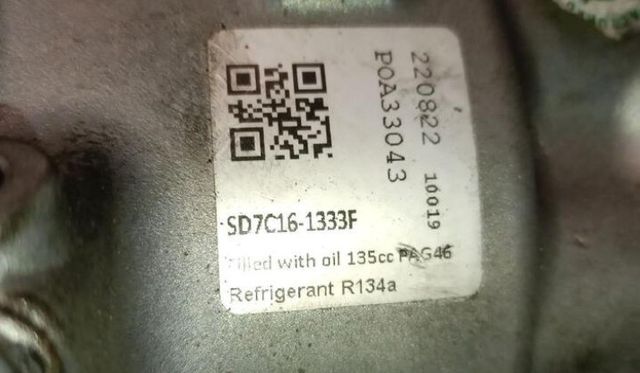 220822 10019
POA33043
SD7C16-1333F
Filled with oil 135cc PAG46
Refrigerant R134a